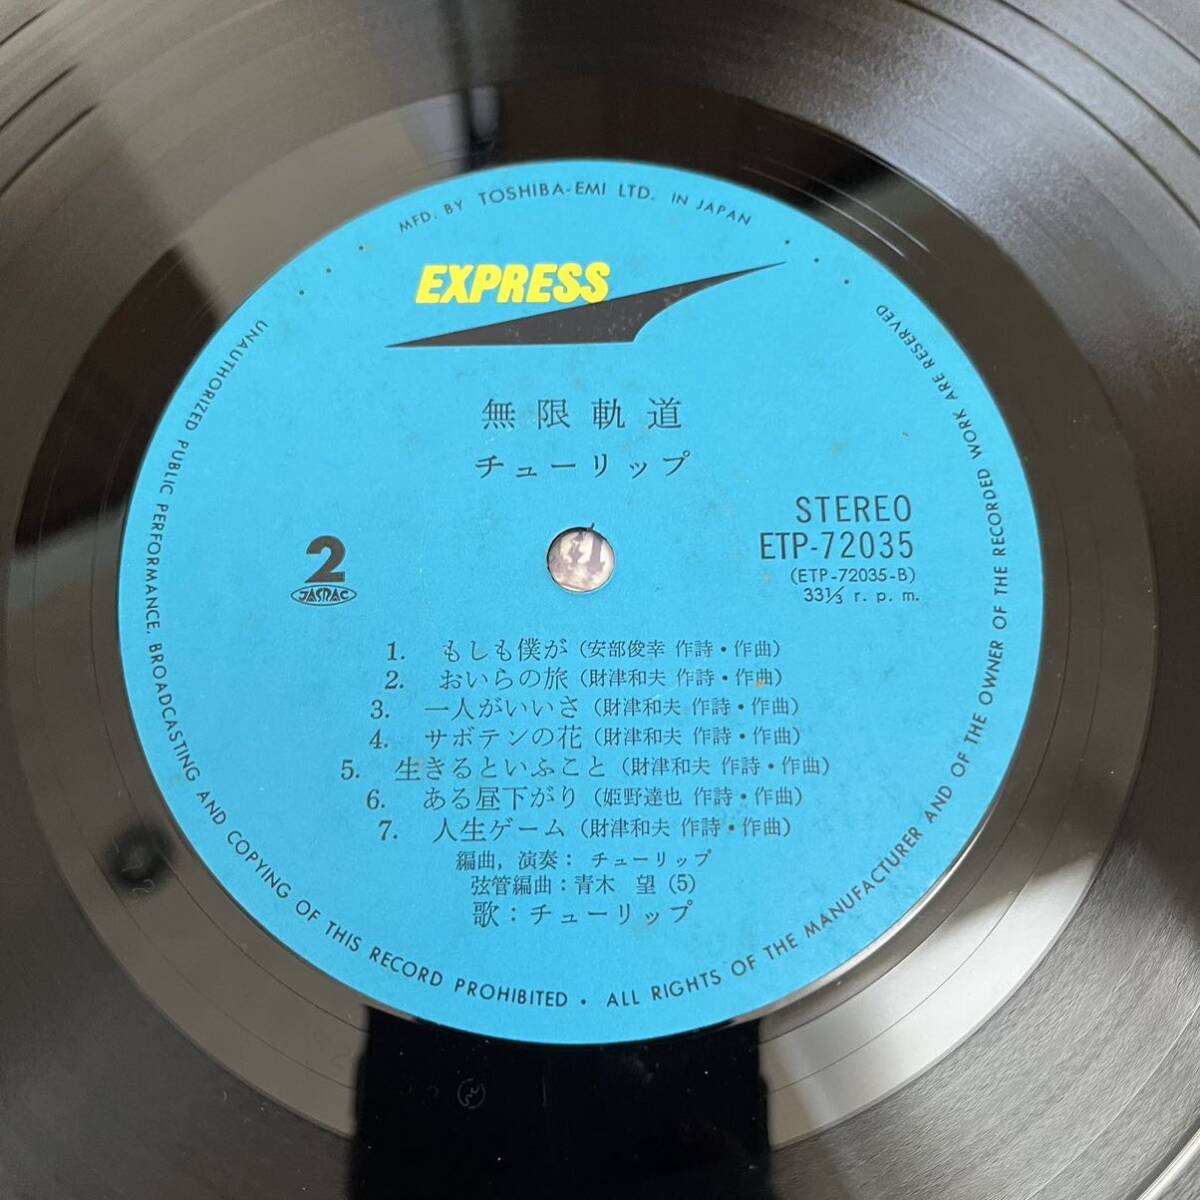 MFD. BY TOSHIBA-EMI LTD. IN JAPAN
EXPRESS
無限軌道
チューリップ
STEREO
ETP-72035
(ETP-72035-B)
33⅓ r.p.m.
2
JASRAC
1. もしも僕が (安部俊幸 作詩・作曲)
2. おいらの旅 (財津和夫 作詩・作曲)
3. 一人がいいさ (財津和夫 作詩・作曲)
4. サボテンの花 (財津和夫 作詩・作曲)
5. 生きるといふこと (財津和夫 作詩・作曲)
6. ある昼下がり (姫野達也 作詩・作曲)
7. 人生ゲーム (財津和夫 作詩・作曲)
編曲, 演奏: チューリップ
弦管編曲: 青木 望 (5)
歌: チューリップ
UNAUTHORIZED PUBLIC PERFORMANCE, BROADCASTING AND COPYING OF THIS RECORD PROHIBITED • ALL RIGHTS OF THE MANUFACTURER AND OF THE OWNER OF THE RECORDED WORK ARE RESERVED